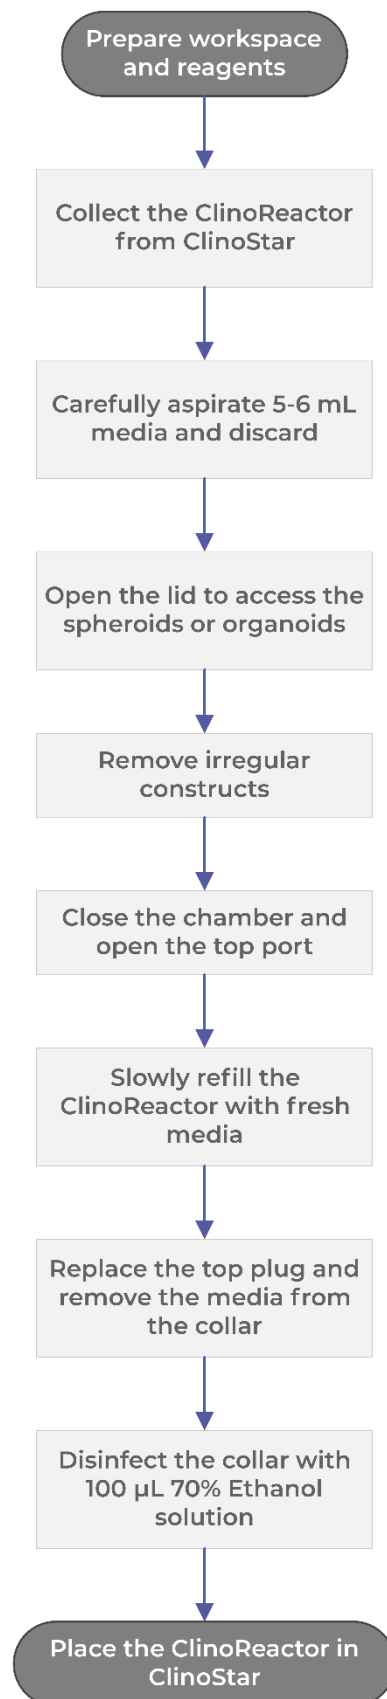 Prepare workspace
and reagents
Collect the ClinoReactor
from ClinoStar
Carefully aspirate 5-6 mL
media and discard
Open the lid to access the
spheroids or organoids
Remove irregular
constructs
Close the chamber and
open the top port
Slowly refill the
ClinoReactor with fresh
media
Replace the top plug and
remove the media from
the collar
Disinfect the collar with
100 µL 70% Ethanol
solution
Place the ClinoReactor in
ClinoStar